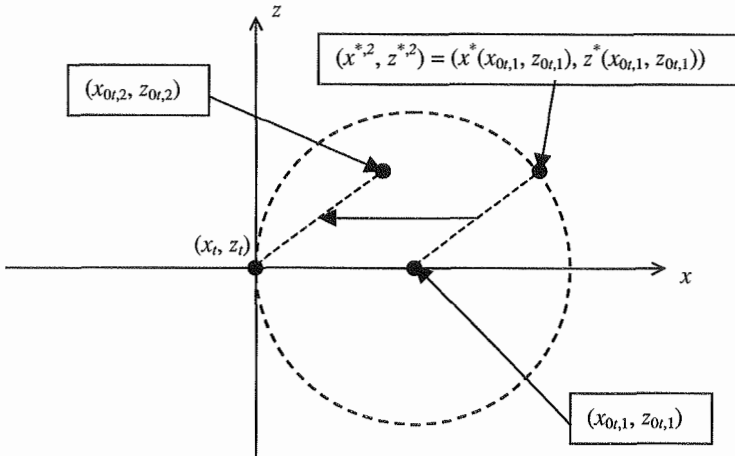 z
(x*,2, z*,2) = (x*(x0t,1, z0t,1), z*(x0t,1, z0t,1))
(x0t,2, z0t,2)
(xt, zt)
x
(x0t,1, z0t,1)